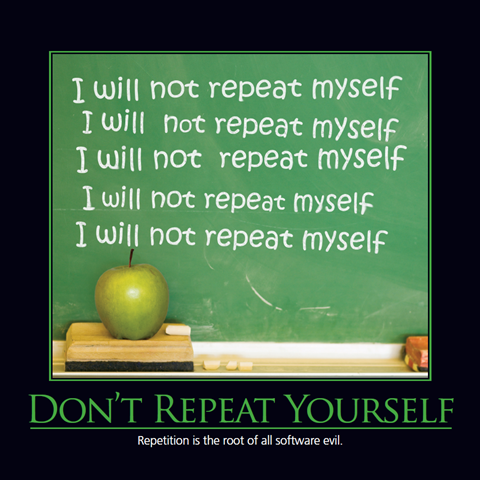 I will not repeat myself
I will not repeat myself
I will not repeat myself
I will not repeat myself
I will not repeat myself
DON'T REPEAT YOURSELF
Repetition is the root of all software evil.